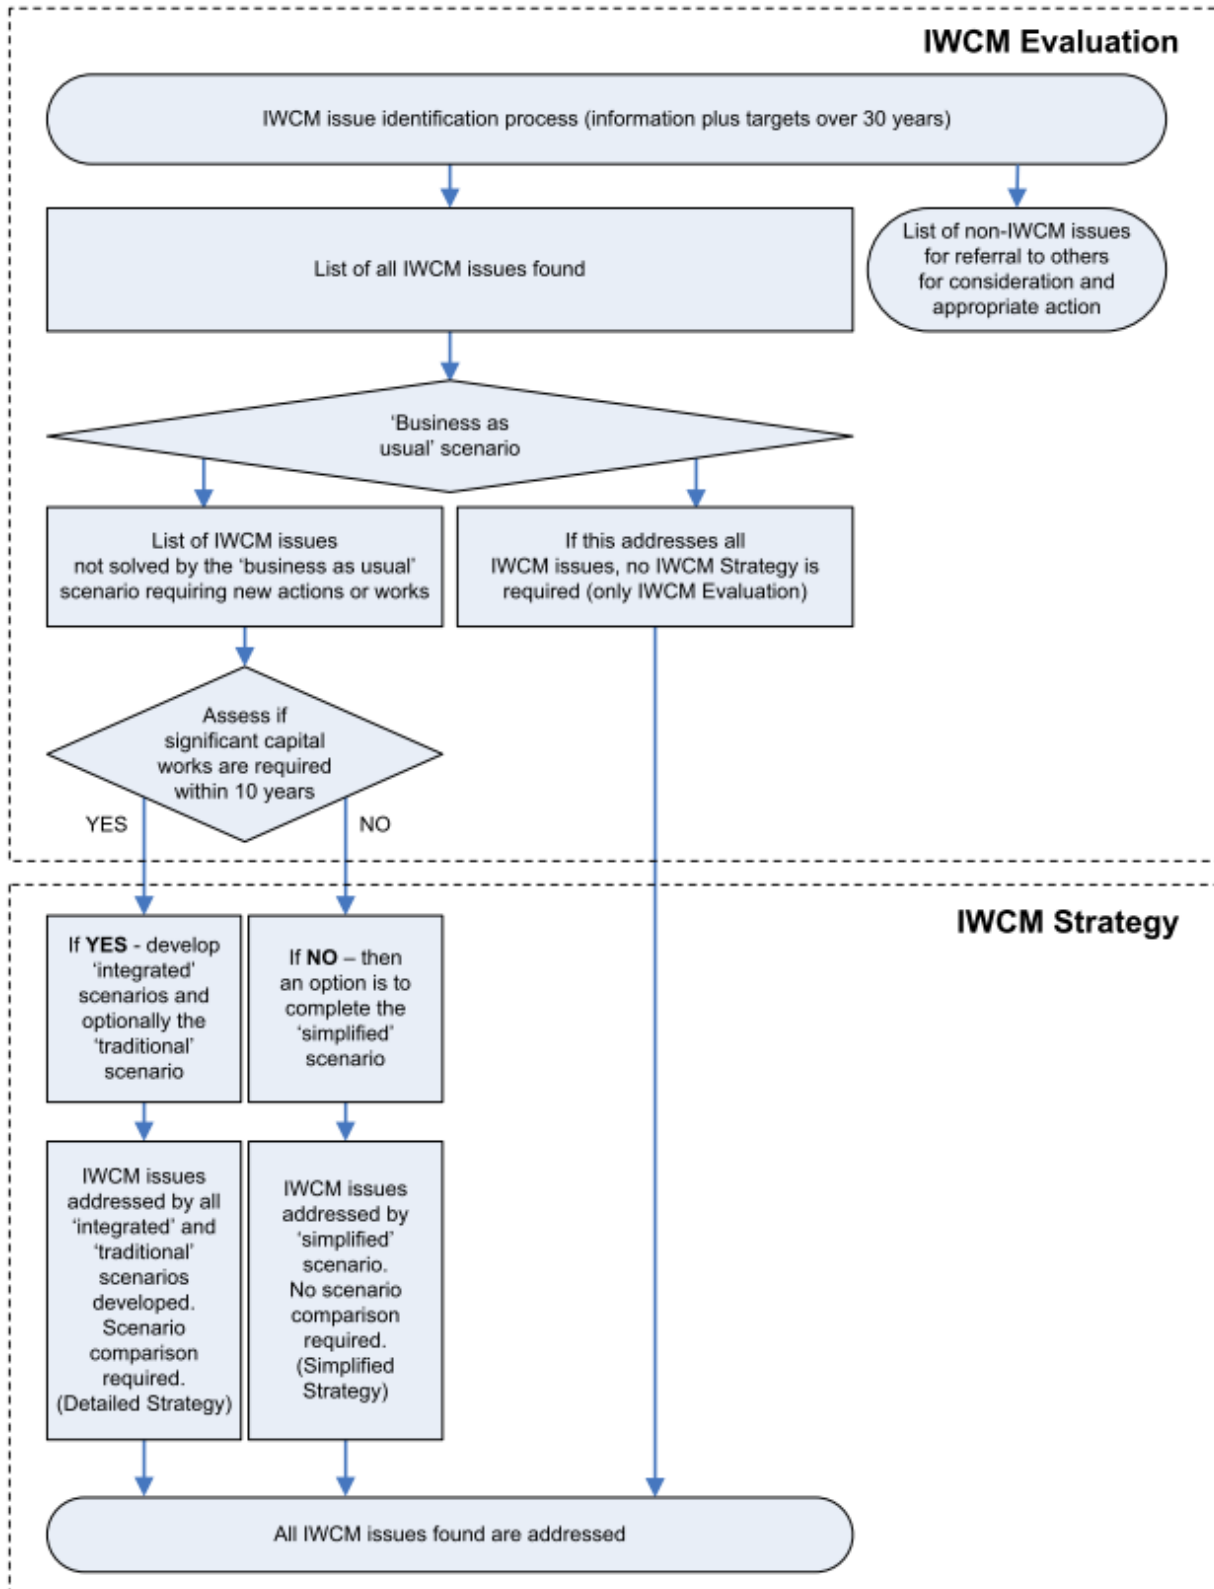 IWCM Evaluation
IWCM issue identification process (information plus targets over 30 years)
List of all IWCM issues found
List of non-IWCM issues
for referral to others
for consideration and
appropriate action
‘Business as
usual’ scenario
List of IWCM issues
not solved by the ‘business as usual’
scenario requiring new actions or works
If this addresses all
IWCM issues, no IWCM Strategy is
required (only IWCM Evaluation)
Assess if
significant capital
works are required
within 10 years
YES
NO
IWCM Strategy
If YES - develop
‘integrated’
scenarios and
optionally the
‘traditional’
scenario
If NO – then
an option is to
complete the
‘simplified’
scenario
IWCM issues
addressed by all
‘integrated’ and
‘traditional’
scenarios
developed.
Scenario
comparison
required.
(Detailed Strategy)
IWCM issues
addressed by
‘simplified’
scenario.
No scenario
comparison
required.
(Simplified
Strategy)
All IWCM issues found are addressed